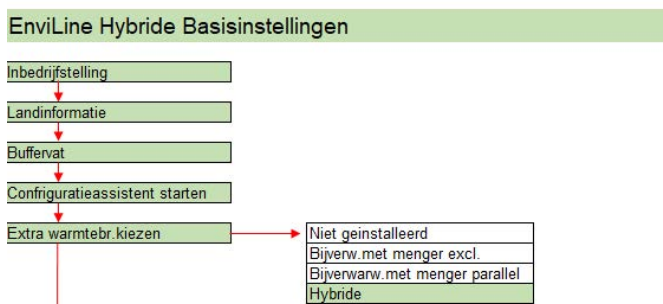 EnviLine Hybride Basisinstellingen
Inbedrijfstelling
Landinformatie
Buffervat
Confriguratieassistent starten
Extra warmtebr.kiezen
Niet geinstalleerd
Bijverw.met menger excl.
Bijverwarw.met menger parallel
Hybride